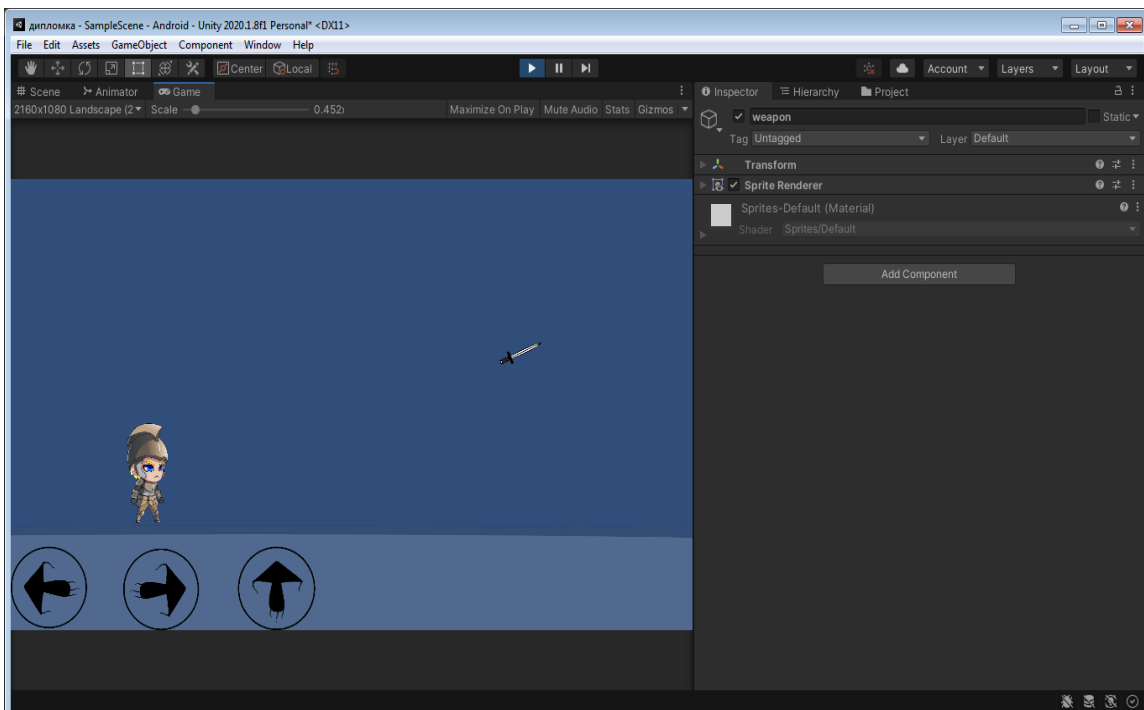 дипломка - SampleScene - Android - Unity 2020.1.8f1 Personal* <DX11>
File Edit Assets GameObject Component Window Help
Center Local Account Layers Layout
Scene Animator Game Inspector Hierarchy Project
2160x1080 Landscape (2 Scale 0.452 Maximize On Play Mute Audio Stats Gizmos
weapon Static
Tag Untagged Layer Default
Transform
Sprite Renderer
Sprites-Default (Material)
Shader Sprites/Default
Add Component